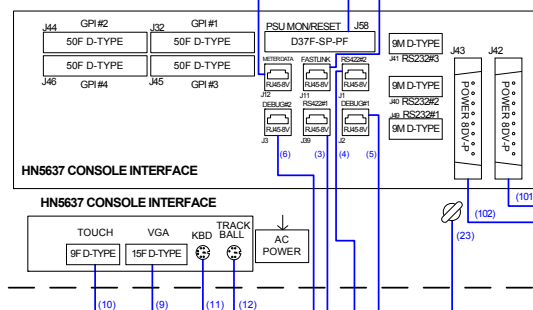 J44 GPI#2 J32 GPI#1 PSU MON/RESET J58
50F D-TYPE 50F D-TYPE D37F-SP-PF
50F D-TYPE 50F D-TYPE
J46 GPI#4 J45 GPI#3
METERDATA FASTLINK RS422#2
RJ45-8V RJ45-8V RJ45-8V
J12 J11 J1
DEBUG#2 RS422#1 DEBUG#1
RJ45-8V RJ45-8V RJ45-8V
J3 J39 J2
9M D-TYPE
J41 RS232#3
9M D-TYPE
J40 RS232#2
J49 RS232#1
9M D-TYPE
J43 J42
POWER 8DV-P POWER 8DV-P
(6) (3) (4) (5)
HN5637 CONSOLE INTERFACE
(101
(102)
HN5637 CONSOLE INTERFACE
TOUCH VGA KBD TRACK
BALL
9F D-TYPE 15F D-TYPE
AC
POWER
(23)
(10) (9) (11) (12)